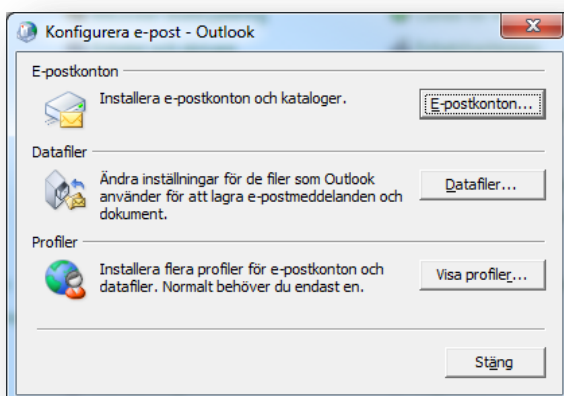 Konfigurera e-post - Outlook
E-postkonton
Installera e-postkonton och kataloger.
E-postkonton...
Datafiler
Ändra inställningar för de filer som Outlook
använder för att lagra e-postmeddelanden och
dokument.
Datafiler...
Profiler
Installera flera profiler för e-postkonton och
datafiler. Normalt behöver du endast en.
Visa profiler...
Stäng